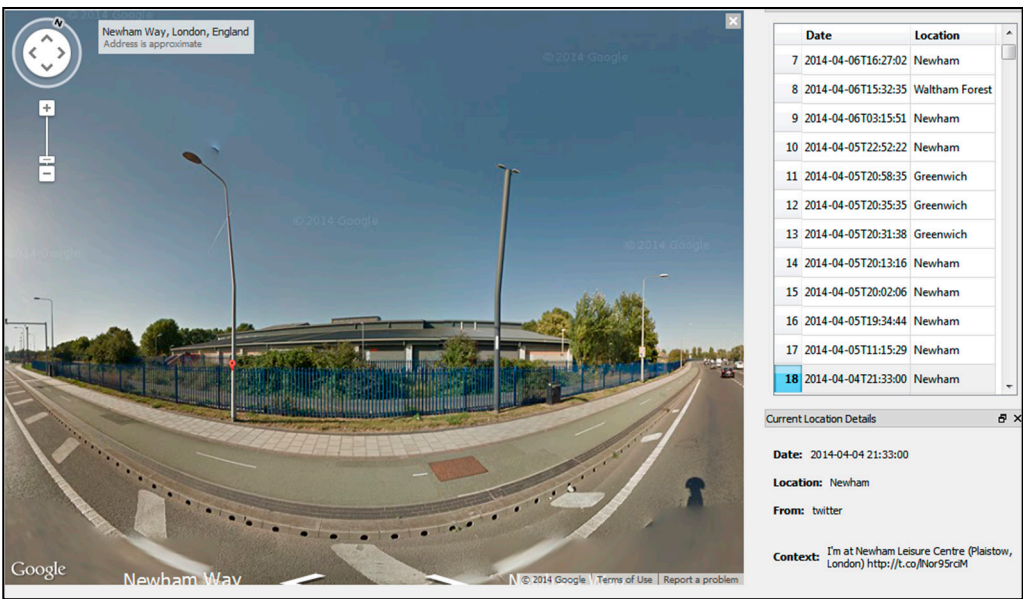 N
Newham Way, London, England
Address is approximate
© 2014 Google
© 2014 Google
© 2014 Google
Google
Newham Way
© 2014 Google | Terms of Use | Report a problem
Date Location
7 2014-04-06T16:27:02 Newham
8 2014-04-06T15:32:35 Waltham Forest
9 2014-04-06T03:15:51 Newham
10 2014-04-05T22:52:22 Newham
11 2014-04-05T20:58:35 Greenwich
12 2014-04-05T20:35:35 Greenwich
13 2014-04-05T20:31:38 Greenwich
14 2014-04-05T20:13:16 Newham
15 2014-04-05T20:02:06 Newham
16 2014-04-05T19:34:44 Newham
17 2014-04-05T11:15:29 Newham
18 2014-04-04T21:33:00 Newham
Current Location Details
Date: 2014-04-04 21:33:00
Location: Newham
From: twitter
Context: I'm at Newham Leisure Centre (Plaistow,
London) http://t.co/lNor95rciM